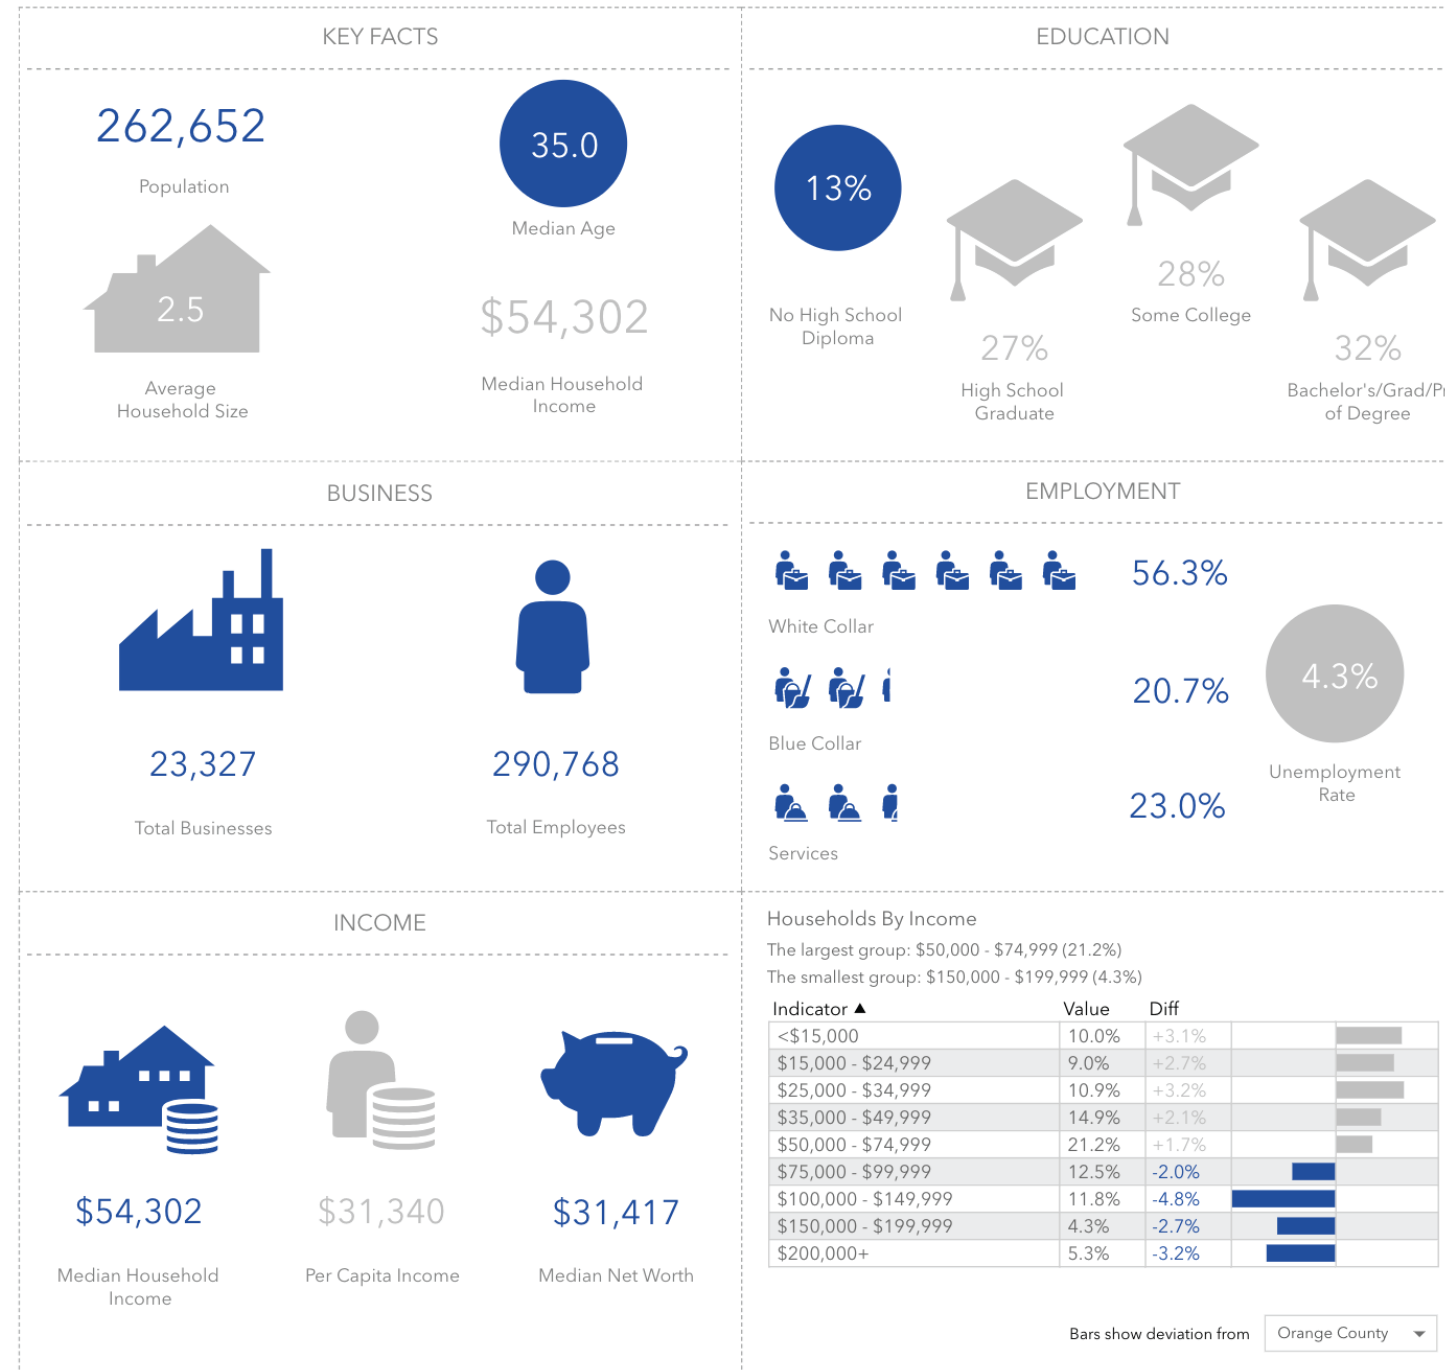 KEY FACTS
262,652
Population
35.0
Median Age
2.5
Average
Household Size
$54,302
Median Household
Income
EDUCATION
13%
No High School
Diploma
27%
High School
Graduate
28%
Some College
32%
Bachelor's/Grad/Pr
of Degree
BUSINESS
23,327
Total Businesses
290,768
Total Employees
EMPLOYMENT
56.3%
White Collar
20.7%
Blue Collar
23.0%
Services
4.3%
Unemployment
Rate
INCOME
$54,302
Median Household
Income
$31,340
Per Capita Income
$31,417
Median Net Worth
Households By Income
The largest group: $50,000 - $74,999 (21.2%)
The smallest group: $150,000 - $199,999 (4.3%)
Indicator ▲ Value Diff
<$15,000 10.0% +3.1%
$15,000 - $24,999 9.0% +2.7%
$25,000 - $34,999 10.9% +3.2%
$35,000 - $49,999 14.9% +2.1%
$50,000 - $74,999 21.2% +1.7%
$75,000 - $99,999 12.5% -2.0%
$100,000 - $149,999 11.8% -4.8%
$150,000 - $199,999 4.3% -2.7%
$200,000+ 5.3% -3.2%
Bars show deviation from Orange County